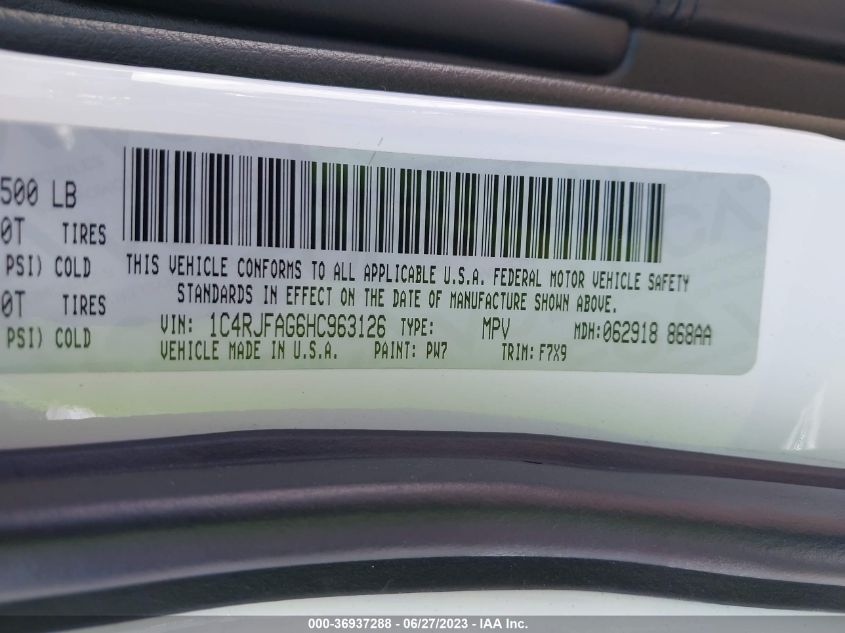 500 LB
0T TIRES
PSI) COLD
0T TIRES
PSI) COLD
THIS VEHICLE CONFORMS TO ALL APPLICABLE U.S.A. FEDERAL MOTOR VEHICLE SAFETY
STANDARDS IN EFFECT ON THE DATE OF MANUFACTURE SHOWN ABOVE.
VIN: 1C4RJFAG6HC963126 TYPE: MPV MDH:062918 868AA
VEHICLE MADE IN U.S.A. PAINT: PW7 TRIM: F7X9
000-36937288 - 06/27/2023 - IAA Inc.